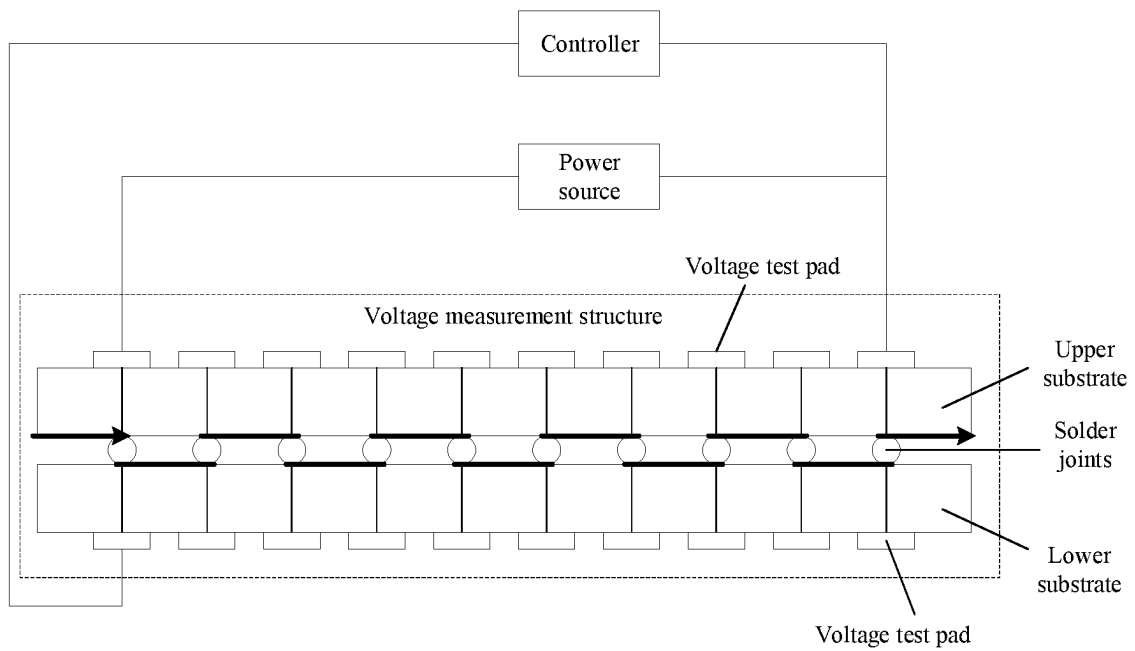 Controller
Power
source
Voltage test pad
Voltage measurement structure
Upper
substrate
Solder
joints
Lower
substrate
Voltage test pad